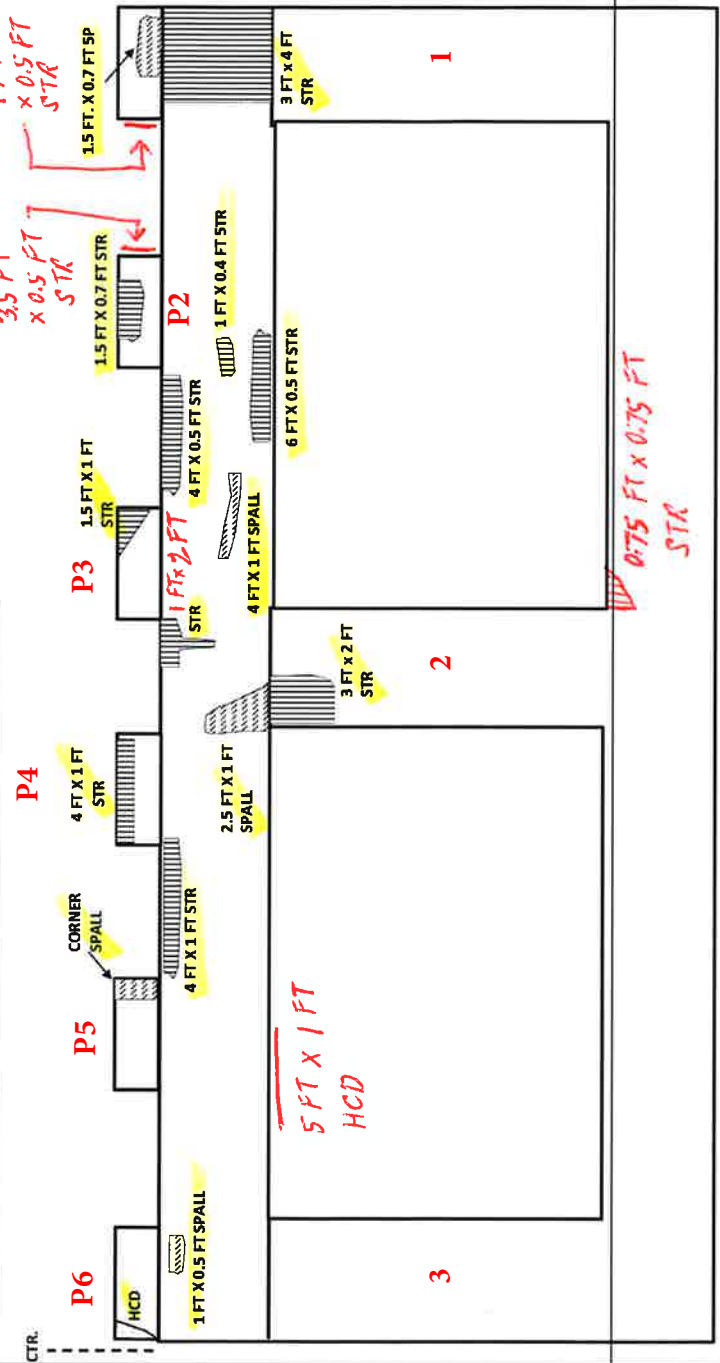 P4
3.5 FT
X 0.5 FT
STR
X 0.5 FT
STR
CTR.
P6
HCD
P5
CORNER
SPALL
4 FT X 1 FT
STR
P3
1.5 FT X 1 FT
STR
1.5 FT X 0.7 FT STR
1.5 FT. X 0.7 FT SP
1 FT X 0.5 FT SPALL
4 FT X 1 FT STR
2.5 FT X 1 FT
SPALL
1 FT x 2 FT
STR
4 FT X 0.5 FT STR
P2
4 FT X 1 FT SPALL
1 FT X 0.4 FT STR
6 FT X 0.5 FT STR
3 FT x 4 FT
STR
5 FT X 1 FT
HCD
3 FT x 2 FT
STR
3
2
1
0.75 FT x 0.75 FT
STR